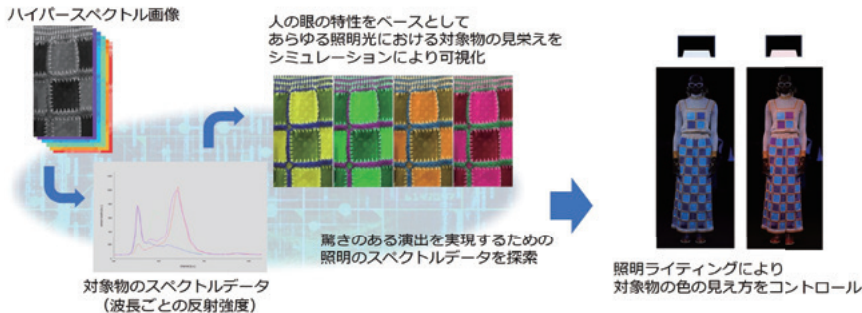 ハイパースペクトル画像
人の眼の特性をベースとして
あらゆる照明光における対象物の見栄えを
シミュレーションにより可視化
対象物のスペクトルデータ
（波長ごとの反射強度）
驚きのある演出を実現するための
照明のスペクトルデータを探索
照明ライティングにより
対象物の色の見え方をコントロール